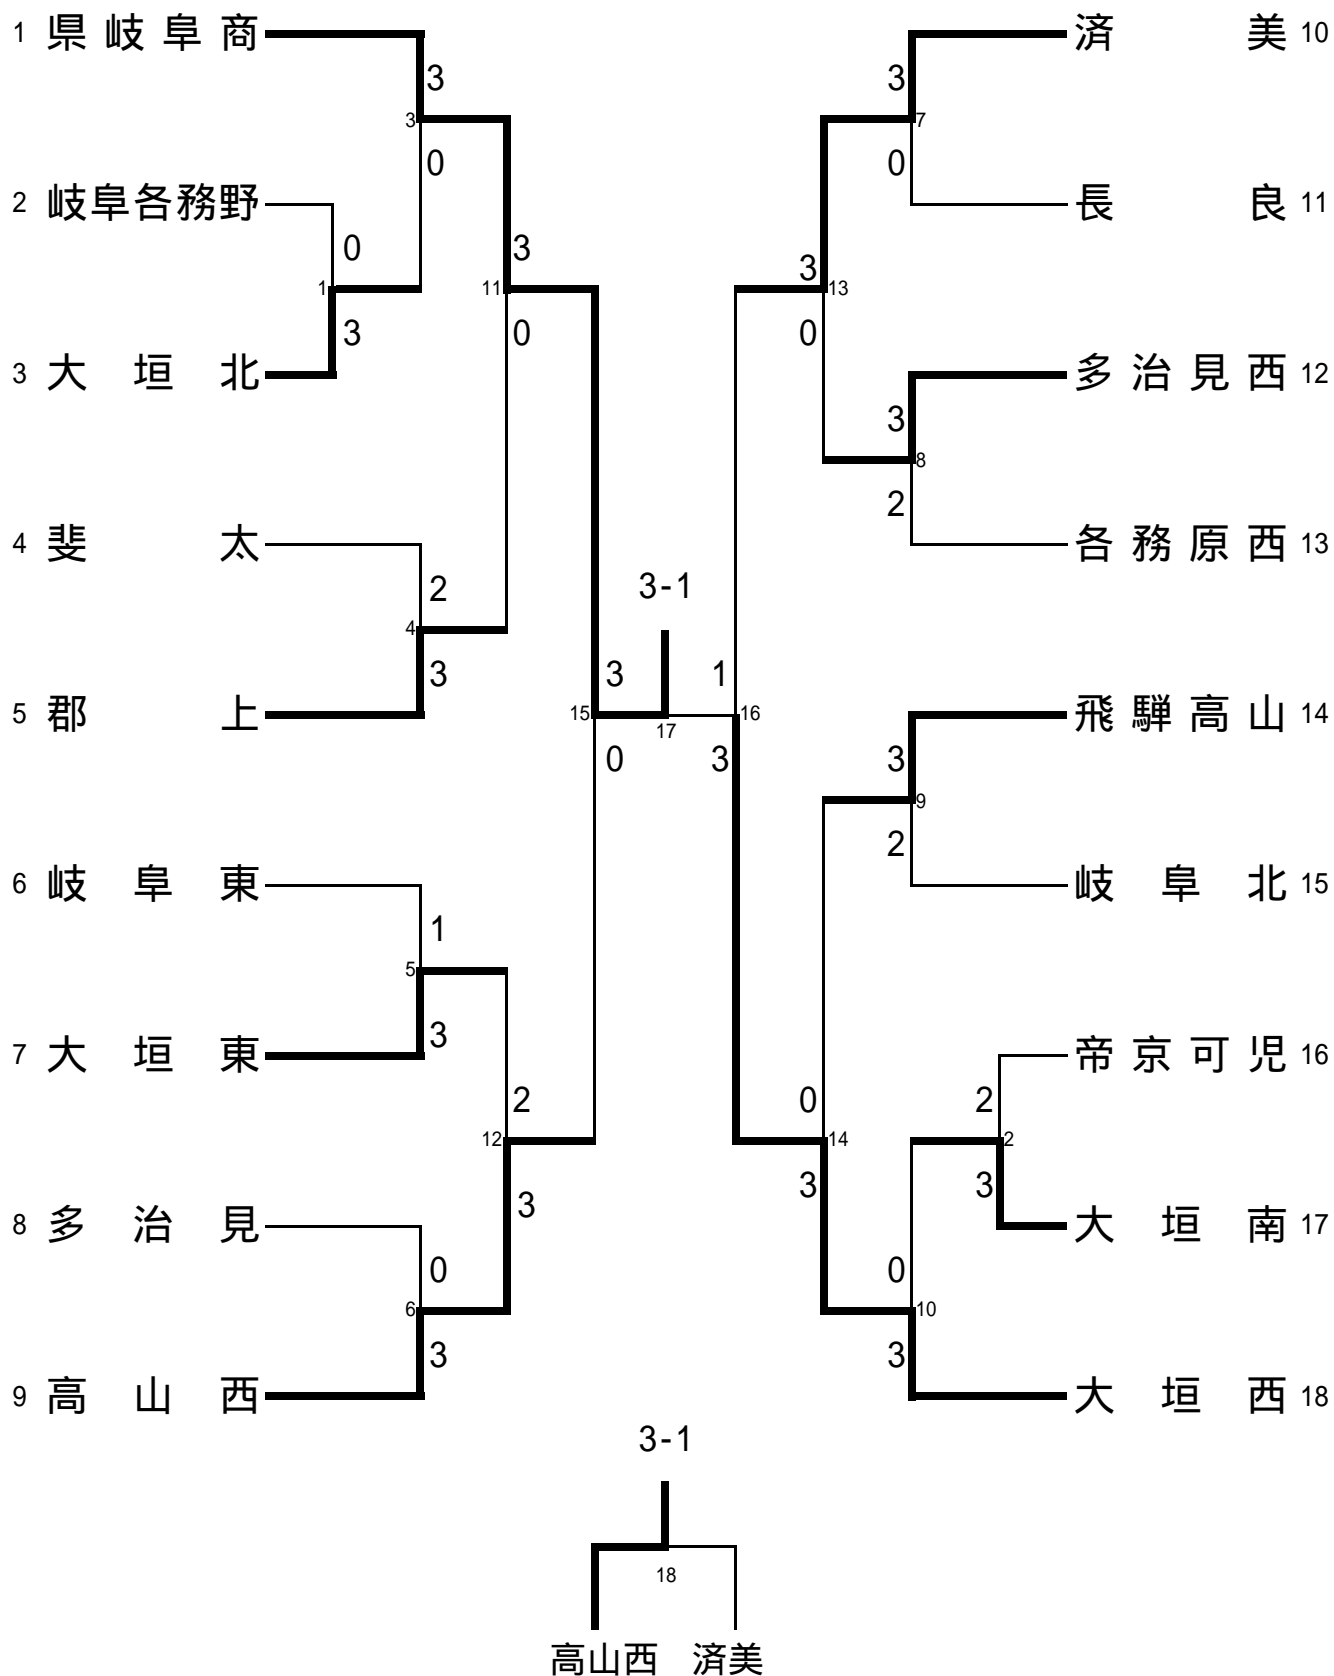 1 県岐阜商
3
3
0
2 岐阜各務野
0
1
3
3 大垣北
3
11
0
4 斐太
2
4
3
5 郡上
6 岐阜東
1
5
3
7 大垣東
2
12
3
8 多治見
0
6
3
9 高山西
3
15
0
3-1
17
1
16
3
済美 10
3
7
0
長良 11
3
13
0
多治見西 12
3
8
2
各務原西 13
飛騨高山 14
3
9
2
岐阜北 15
0
14
3
帝京可児 16
2
2
3
大垣南 17
0
10
3
大垣西 18
3-1
18
高山西 済美